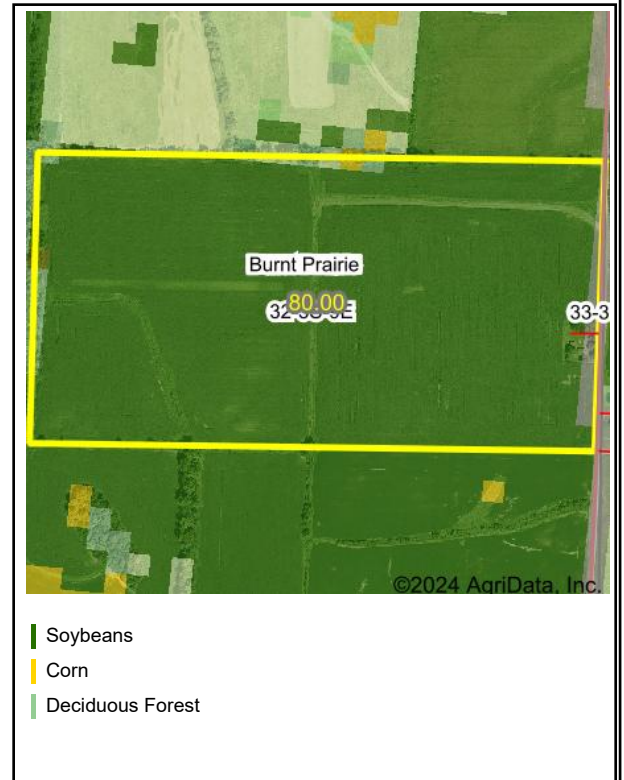 Burnt Prairie
80.00
33-3
©2024 AgriData, Inc.
Soybeans
Corn
Deciduous Forest